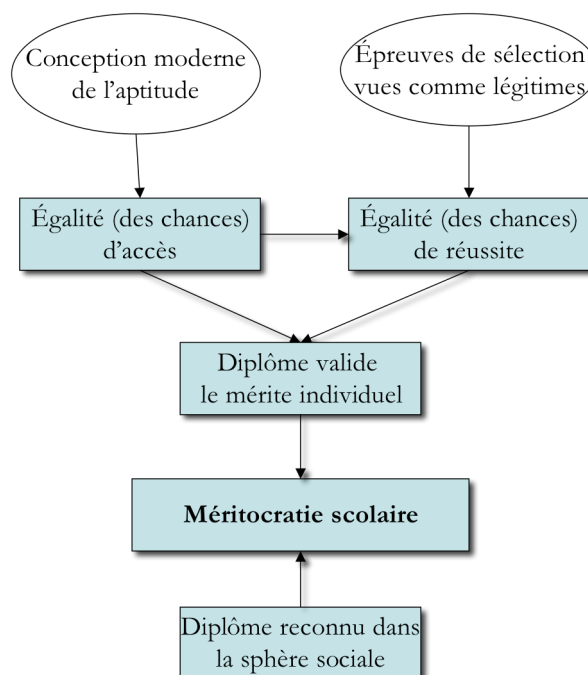 Conception moderne
de l’aptitude
Épreuves de sélection
vues comme légitimes
Égalité (des chances)
d’accès
Égalité (des chances)
de réussite
Diplôme valide
le mérite individuel
Méritocratie scolaire
Diplôme reconnu dans
la sphère sociale